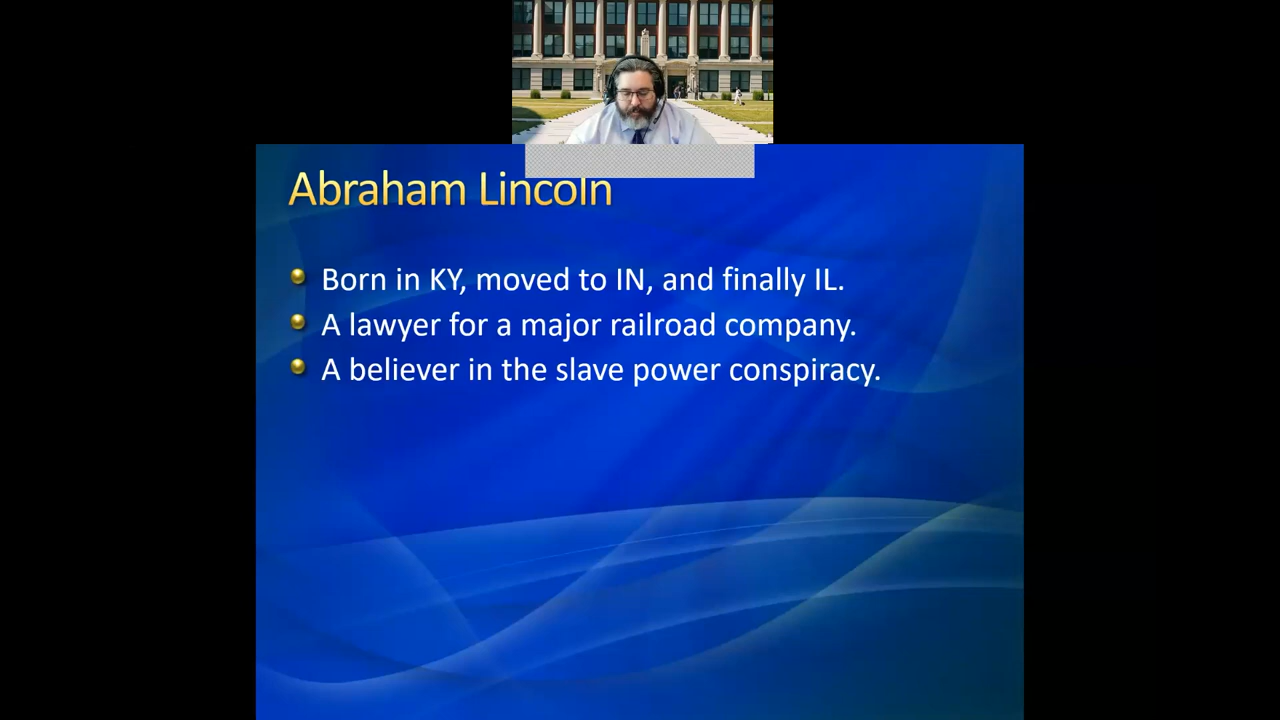 Abraham Lincoln
Born in KY, moved to IN, and finally IL.
A lawyer for a major railroad company.
A believer in the slave power conspiracy.